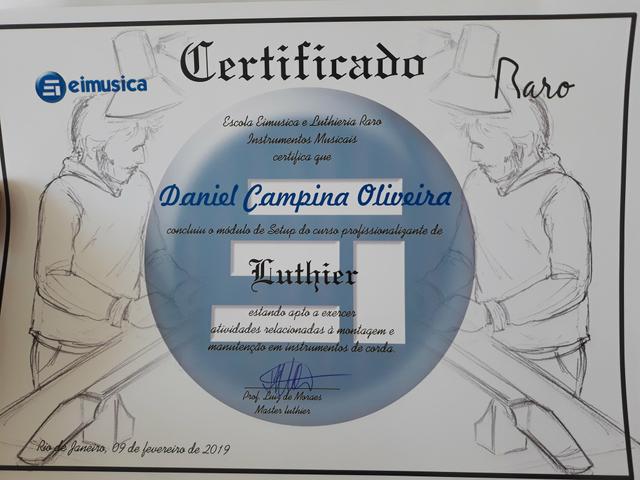 Certificado
eimusica
Raro
Escola Eimusica e Luthieria Raro
Instrumentos Musicais
certifica que
Daniel Campina Oliveira
concluiu o módulo de Setup do curso profissionalizante de
Luthier
estando apto a exercer
atividades relacionadas à montagem e
manutenção em instrumentos de corda.
Prof. Luiz de Moraes
Master luthier
Rio de Janeiro, 09 de fevereiro de 2019